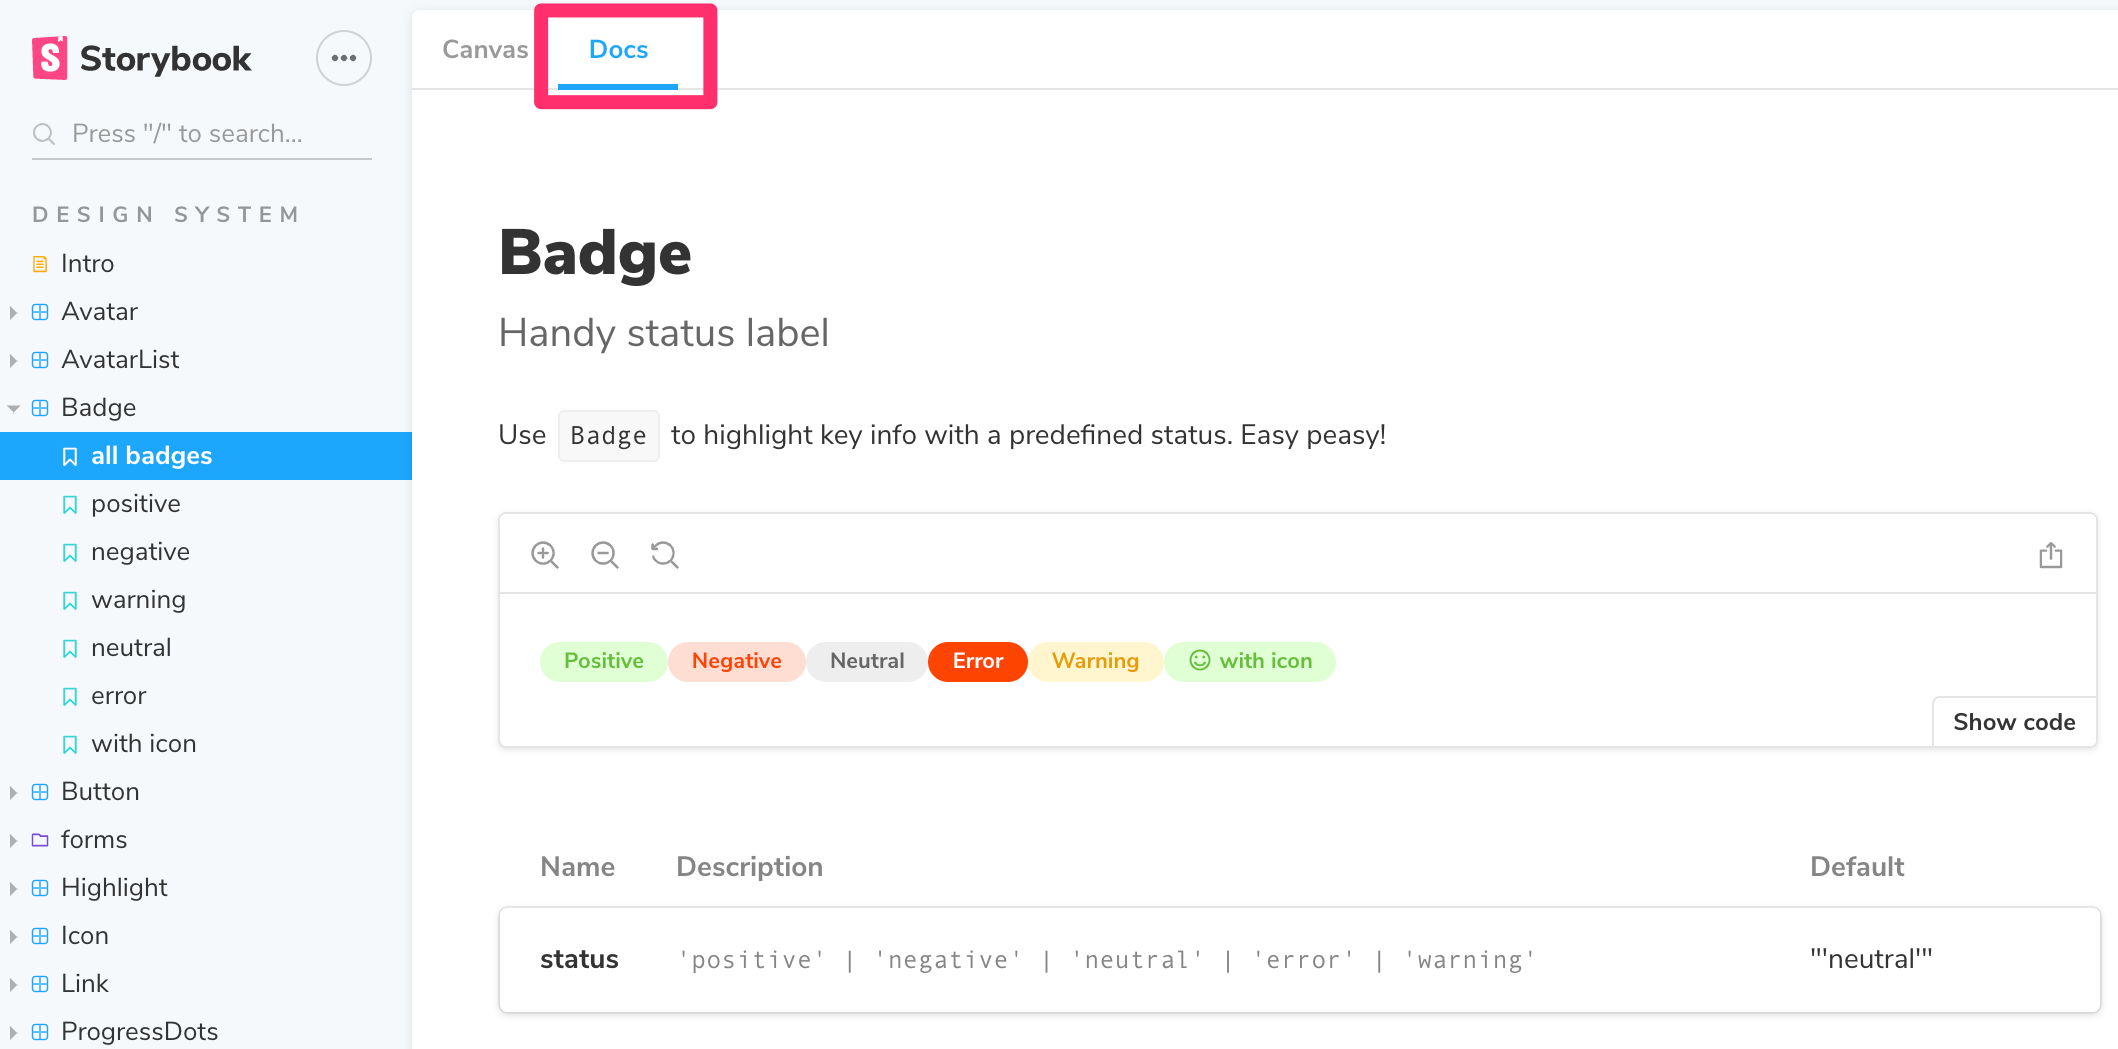 Storybook
Press "/" to search...
DESIGN SYSTEM
Intro
Avatar
AvatarList
Badge
all badges
positive
negative
warning
neutral
error
with icon
Button
forms
Highlight
Icon
Link
ProgressDots
Canvas Docs
Badge
Handy status label
Use Badge to highlight key info with a predefined status. Easy peasy!
Positive Negative Neutral Error Warning with icon
Show code
Name Description Default
status 'positive' | 'negative' | 'neutral' | 'error' | 'warning' "'neutral'"